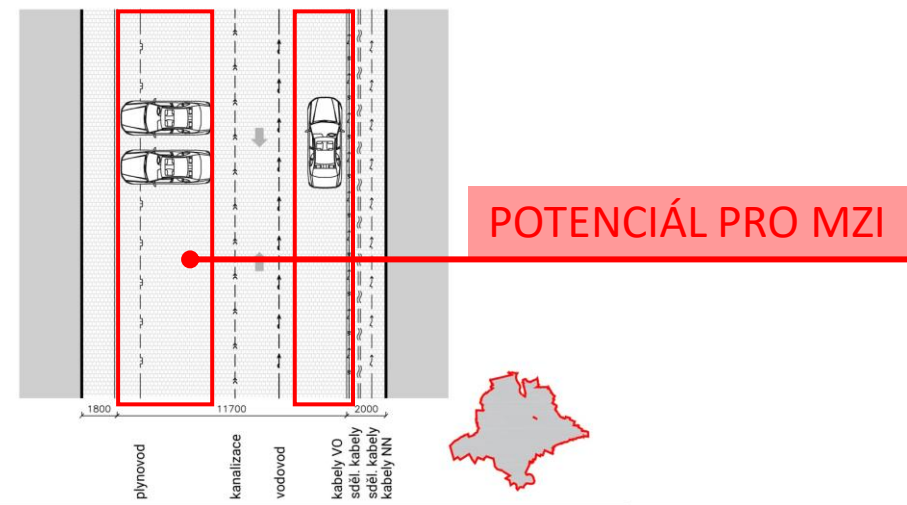 POTENCIÁL PRO MZI
1800
11700
2000
plynovod
kanalizace
vodovod
kabely VO
sděl. kabely
sděl. kabely
kabely NN